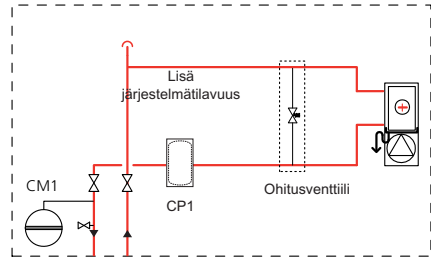 Lisä
järjestelmätilavuus
CM1
CP1
Ohitusventtiili